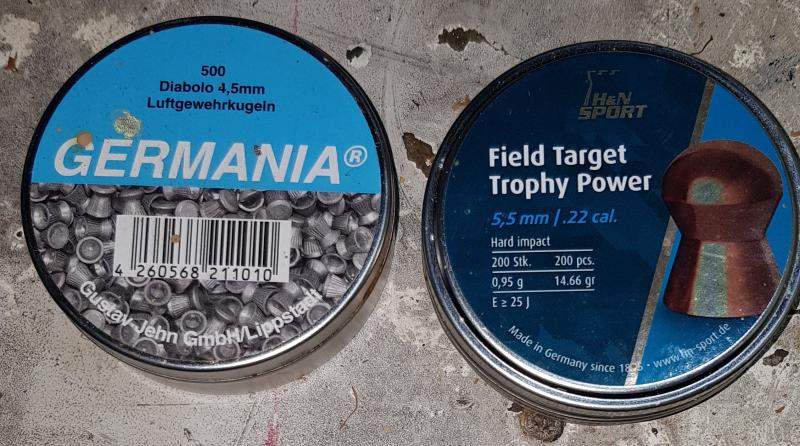 500
Diabolo 4,5mm
Luftgewehrkugeln
GERMANIA®
4 260568 211010
Gustav Jehn GmbH/Lippstadt
H&N
SPORT
Field Target
Trophy Power
5,5 mm / .22 cal.
Hard impact
200 Stk. 200 pcs.
0,95 g 14.66 gr
E ≥ 25 J
Made in Germany since · www.hn-sport.de